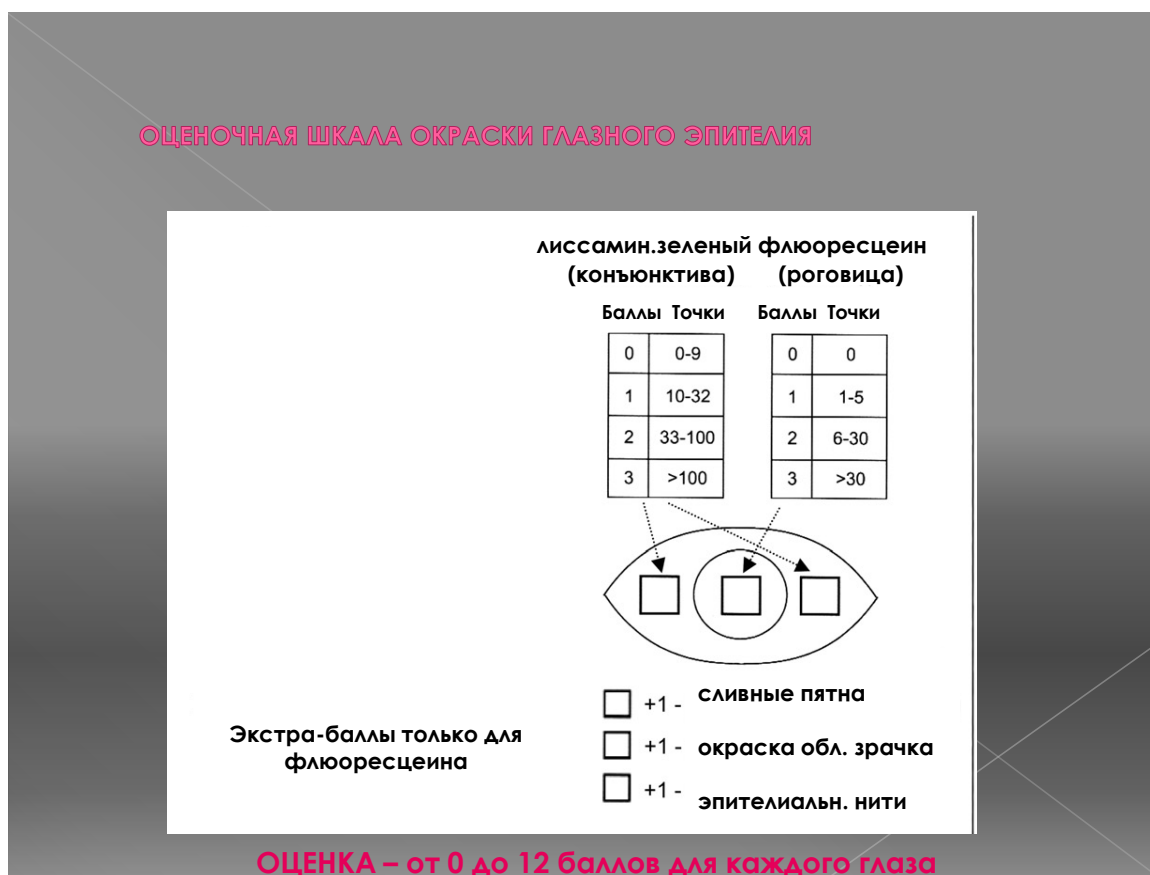 ОЦЕНОЧНАЯ ШКАЛА ОКРАСКИ ГЛАЗНОГО ЭПИТЕЛИЯ
лиссамин.зеленый флюоресцеин
(конъюнктива) (роговица)
Баллы Точки Баллы Точки
0 0-9 0 0
1 10-32 1 1-5
2 33-100 2 6-30
3 >100 3 >30
+1 - сливные пятна
Экстра-баллы только для
флюоресцеина
+1 - окраска обл. зрачка
+1 - эпителиальн. нити
ОЦЕНКА – от 0 до 12 баллов для каждого глаза